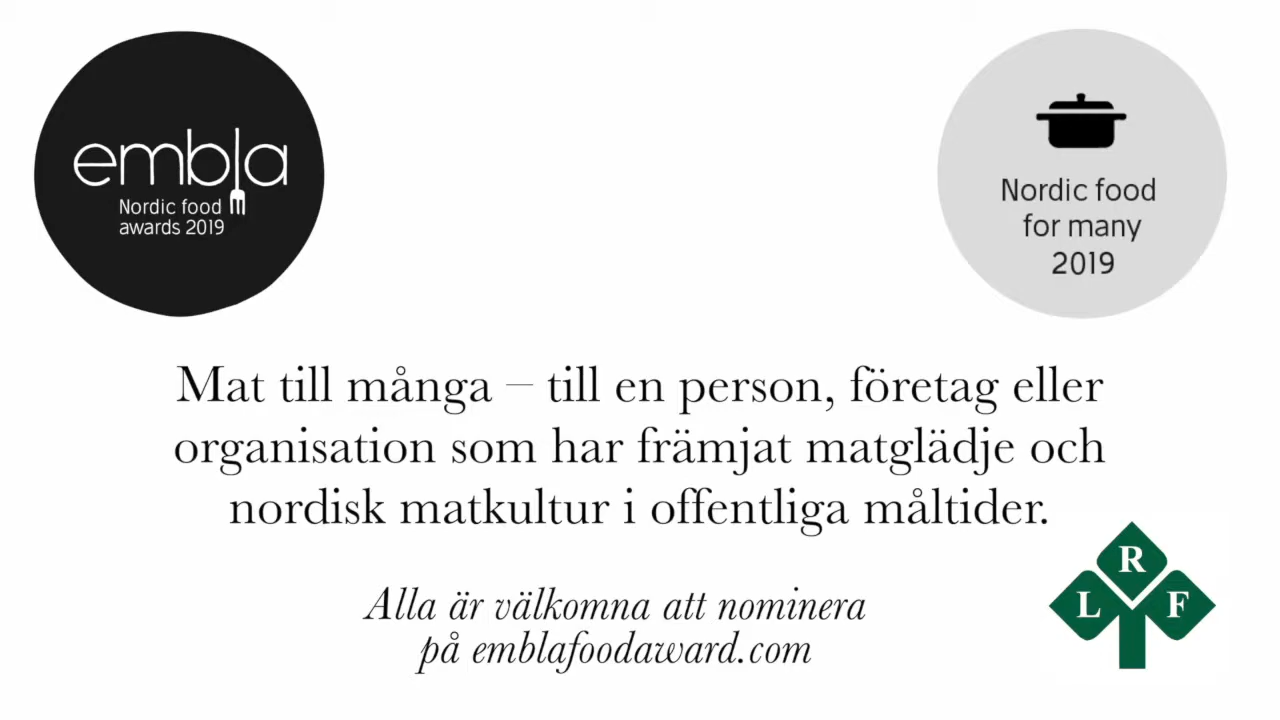 embla
Nordic food
awards 2019
Nordic food
for many
2019
Mat till många – till en person, företag eller
organisation som har främjat matglädje och
nordisk matkultur i offentliga måltider.
Alla är välkomna att nominera
på emblafoodaward.com
R
L F